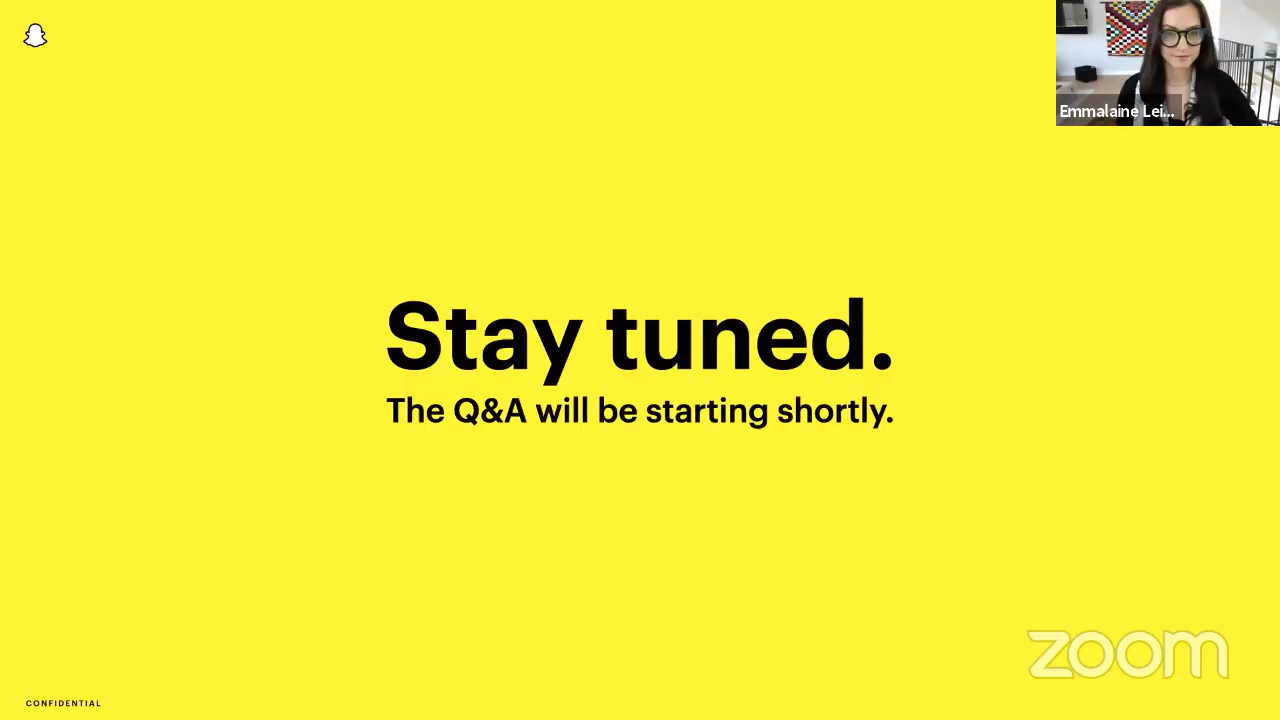 Emmalaine Lei...
Stay tuned.
The Q&A will be starting shortly.
zoom
CONFIDENTIAL